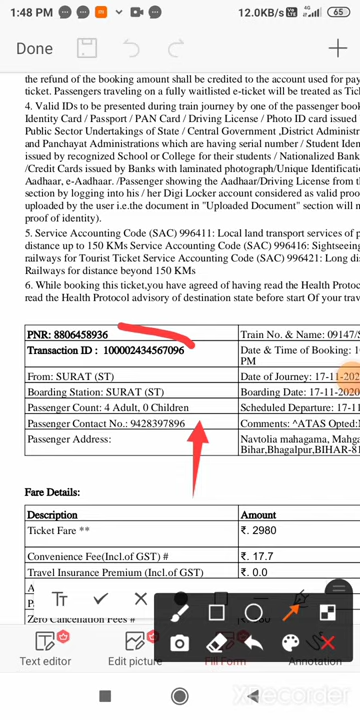 1:48 PM
12.0KB/s 4G 65
Done
the refund of the booking amount shall be credited to the account used for pay
ticket. Passengers traveling on a fully waitlisted e-ticket will be treated as Tic
4. Valid IDs to be presented during train journey by one of the passenger book
Identity Card / Passport / PAN Card / Driving License / Photo ID card issued
Public Sector Undertakings of State / Central Government ,District Administr
and Panchayat Administrations which are having serial number / Student Iden
issued by recognized School or College for their students / Nationalized Bank
/Credit Cards issued by Banks with laminated photograph/Unique Identificatio
Aadhaar, e-Aadhaar. /Passenger showing the Aadhaar/Driving License from th
section by logging into his / her Digi Locker account considered as valid proof
uploaded by the user i.e.the document in "Uploaded Document" section will n
proof of identity).
5. Service Accounting Code (SAC) 996411: Local land transport services of p
distance up to 150 KMs Service Accounting Code (SAC) 996416: Sightseeing
railways for Tourist Ticket Service Accounting Code (SAC) 996421: Long dis
Railways for distance beyond 150 KMs
6. While booking this ticket,you have agreed of having read the Health Protoc
read the Health Protocol advisory of destination state before start Of your trav
PNR: 8806458936 Train No. & Name: 09147/S
Transaction ID : 100002434567096 Date & Time of Booking: 1
PM
From: SURAT (ST) Date of Journey: 17-11-202
Boarding Station: SURAT (ST) Boarding Date: 17-11-2020
Passenger Count: 4 Adult, 0 Children Scheduled Departure: 17-11
Passenger Contact No.: 9428397896 Comments: ^ATAS Opted:N
Passenger Address: Navtolia mahagama, Mahg
Bihar,Bhagalpur,BIHAR-81
Fare Details:
Description Amount
Ticket Fare ** ₹. 2980
Convenience Fee(Incl.of GST) # ₹. 17.7
Travel Insurance Premium (Incl.of GST) ₹. 0.0
Zero Cancellation Fees #
Tт
Text editor Edit picture Fill Form Annotation
XRecorder